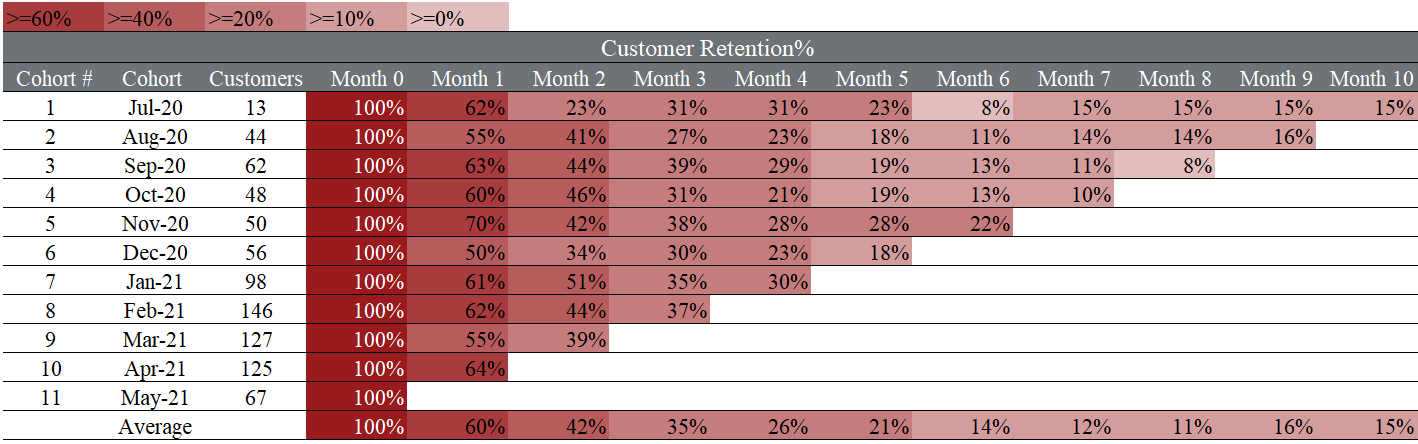 >=60% >=40% >=20% >=10% >=0%
Customer Retention%
Cohort # Cohort Customers Month 0 Month 1 Month 2 Month 3 Month 4 Month 5 Month 6 Month 7 Month 8 Month 9 Month 10
1 Jul-20 13 100% 62% 23% 31% 31% 23% 8% 15% 15% 15% 15%
2 Aug-20 44 100% 55% 41% 27% 23% 18% 11% 14% 14% 16%
3 Sep-20 62 100% 63% 44% 39% 29% 19% 13% 11% 8%
4 Oct-20 48 100% 60% 46% 31% 21% 19% 13% 10%
5 Nov-20 50 100% 70% 42% 38% 28% 28% 22%
6 Dec-20 56 100% 50% 34% 30% 23% 18%
7 Jan-21 98 100% 61% 51% 35% 30%
8 Feb-21 146 100% 62% 44% 37%
9 Mar-21 127 100% 55% 39%
10 Apr-21 125 100% 64%
11 May-21 67 100%
Average 100% 60% 42% 35% 26% 21% 14% 12% 11% 16% 15%